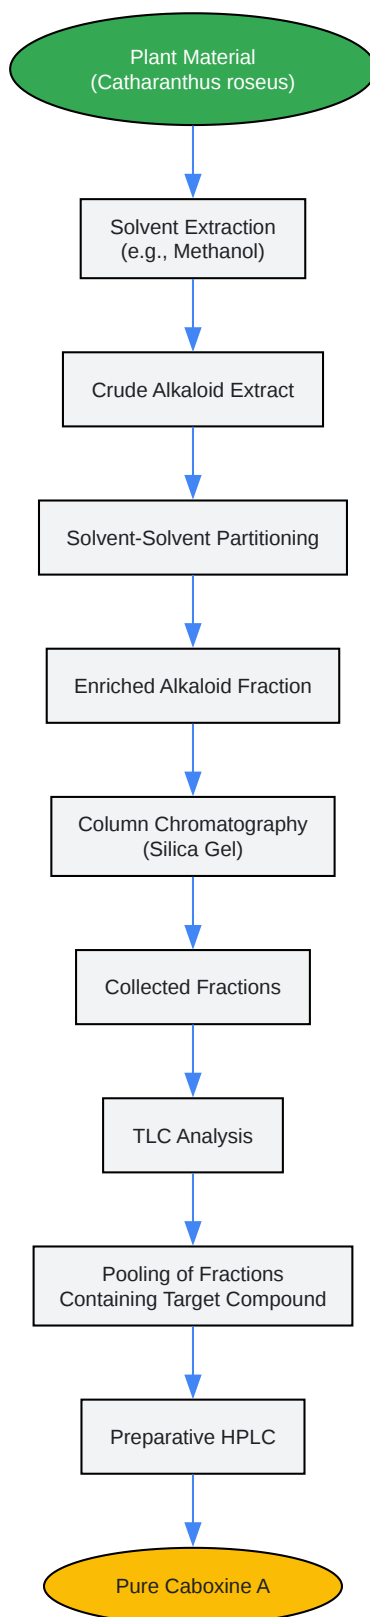 Plant Material
(Catharanthus roseus)
Solvent Extraction
(e.g., Methanol)
Crude Alkaloid Extract
Solvent-Solvent Partitioning
Enriched Alkaloid Fraction
Column Chromatography
(Silica Gel)
Collected Fractions
TLC Analysis
Pooling of Fractions
Containing Target Compound
Preparative HPLC
Pure Caboxine A